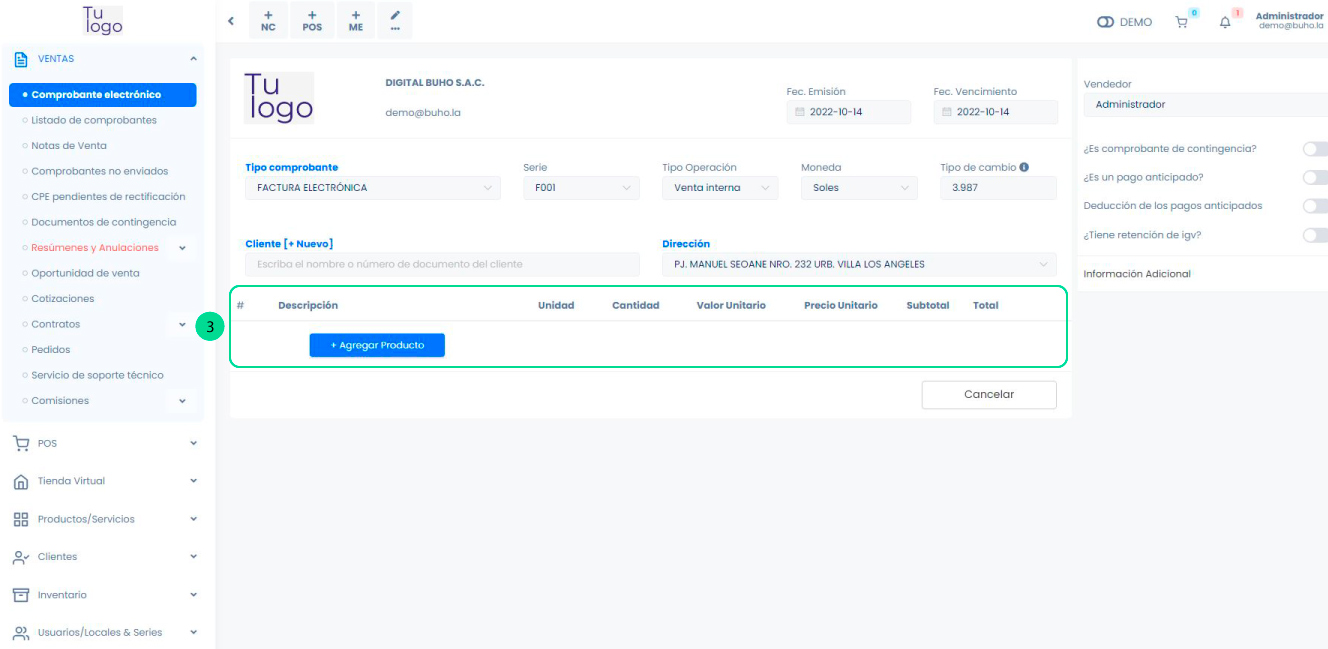 Tu
logo
VENTAS
Comprobante electrónico
Listado de comprobantes
Notas de Venta
Comprobantes no enviados
CPE pendientes de rectificación
Documentos de contingencia
Resúmenes y Anulaciones
Oportunidad de venta
Cotizaciones
Contratos
Pedidos
Servicio de soporte técnico
Comisiones
POS
Tienda Virtual
Productos/Servicios
Clientes
Inventario
Usuarios/Locales & Series
+ NC
+ POS
+ ME
...
DEMO
0
1
Administrador
demo@buho.la
Tu
logo
DIGITAL BUHO S.A.C.
demo@buho.la
Fec. Emisión
2022-10-14
Fec. Vencimiento
2022-10-14
Tipo comprobante
FACTURA ELECTRÓNICA
Serie
F001
Tipo Operación
Venta interna
Moneda
Soles
Tipo de cambio
3.987
Cliente [+ Nuevo]
Escriba el nombre o número de documento del cliente
Dirección
PJ. MANUEL SEOANE NRO. 232 URB. VILLA LOS ANGELES
3
# Descripción Unidad Cantidad Valor Unitario Precio Unitario Subtotal Total
+ Agregar Producto
Cancelar
Vendedor
Administrador
¿Es comprobante de contingencia?
¿Es un pago anticipado?
Deducción de los pagos anticipados
¿Tiene retención de igv?
Información Adicional